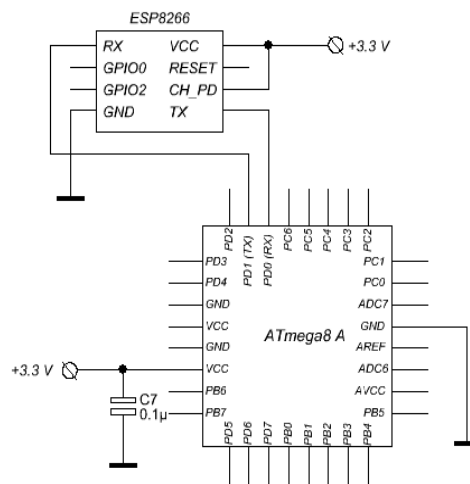 ESP8266
RX VCC
GPIO0 RESET
GPIO2 CH_PD
GND TX
+3.3 V
PD2 PD1 (TX) PD0 (RX) PC6 PC5 PC4 PC3 PC2
PD3 PC1
PD4 PC0
GND ADC7
VCC GND
ATmega8 A
GND AREF
+3.3 V VCC ADC6
PB6 AVCC
C7
0.1µ
PB7 PB5
PD5 PD6 PD7 PB0 PB1 PB2 PB3 PB4